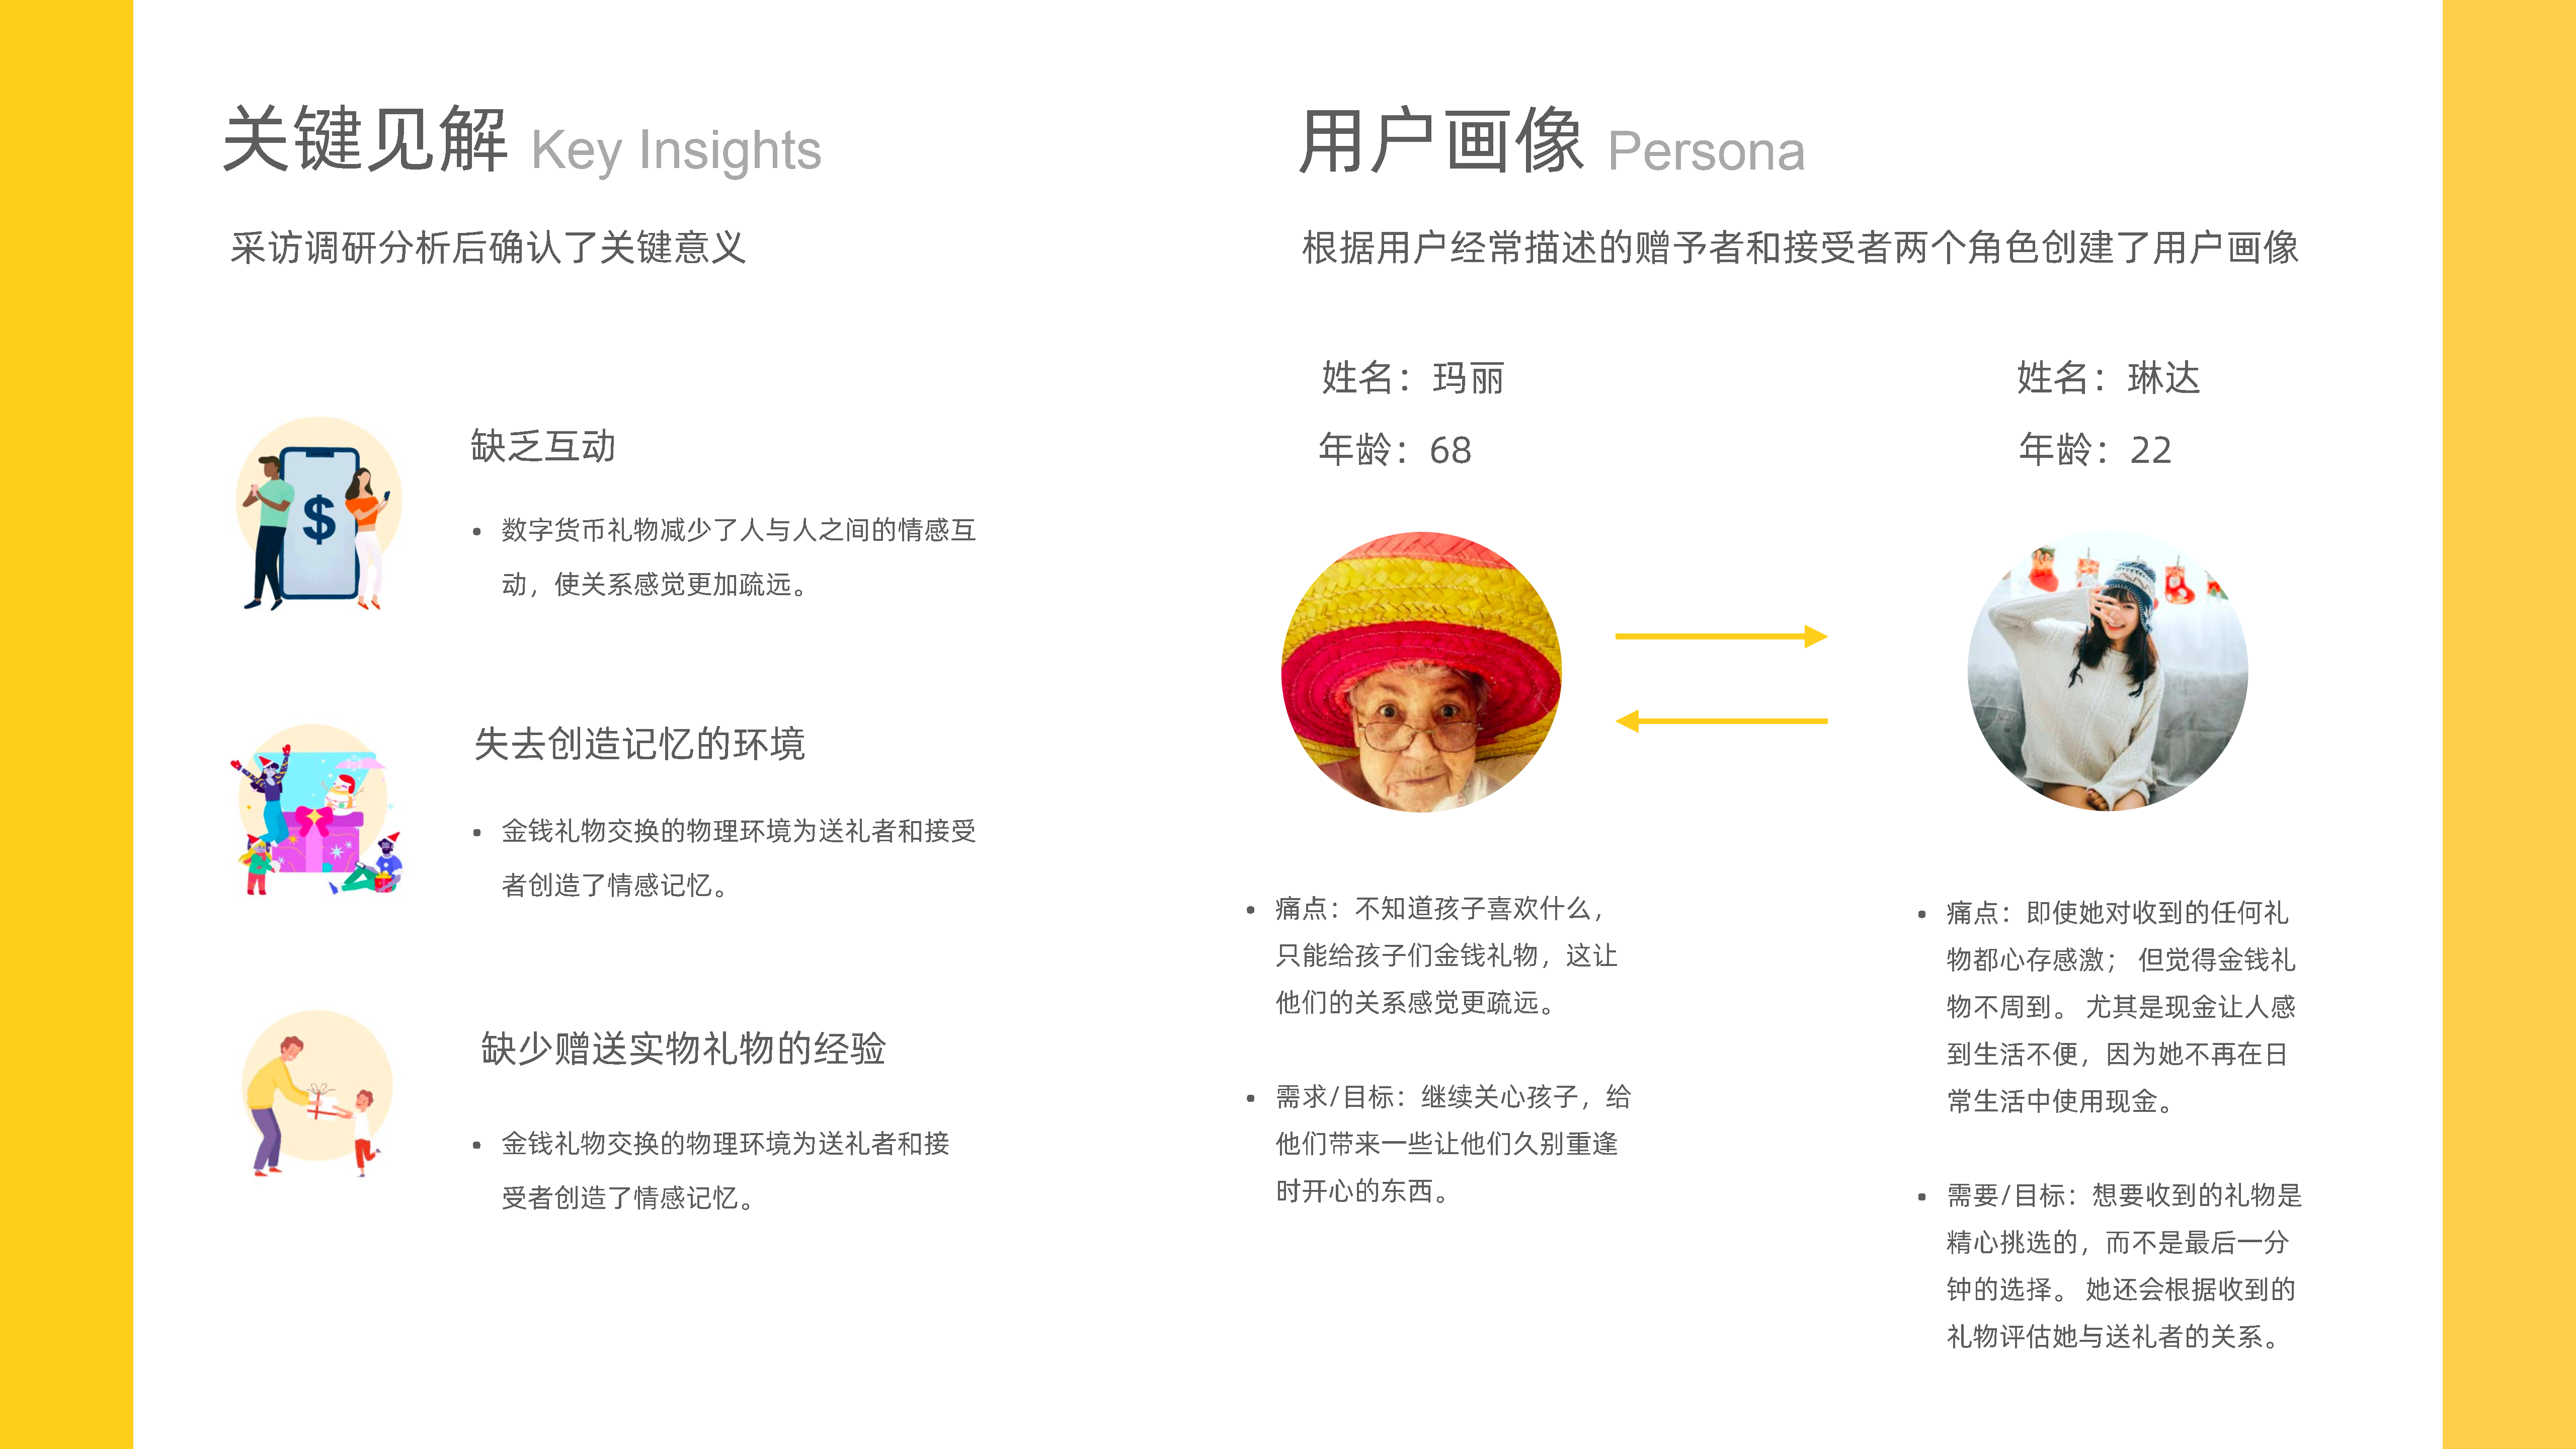 关键见解 Key Insights
采访调研分析后确认了关键意义
缺乏互动
• 数字货币礼物减少了人与人之间的情感互
动，使关系感觉更加疏远。
$
失去创造记忆的环境
• 金钱礼物交换的物理环境为送礼者和接受
者创造了情感记忆。
缺少赠送实物礼物的经验
• 金钱礼物交换的物理环境为送礼者和接
受者创造了情感记忆。
用户画像 Persona
根据用户经常描述的赠予者和接受者两个角色创建了用户画像
姓名：玛丽
年龄：68
• 痛点：不知道孩子喜欢什么，
只能给孩子们金钱礼物，这让
他们的关系感觉更疏远。
• 需求/目标：继续关心孩子，给
他们带来一些让他们久别重逢
时开心的东西。
姓名：琳达
年龄：22
• 痛点：即使她对收到的任何礼
物都心存感激； 但觉得金钱礼
物不周到。 尤其是现金让人感
到生活不便，因为她不再在日
常生活中使用现金。
• 需要/目标：想要收到的礼物是
精心挑选的，而不是最后一分
钟的选择。 她还会根据收到的
礼物评估她与送礼者的关系。